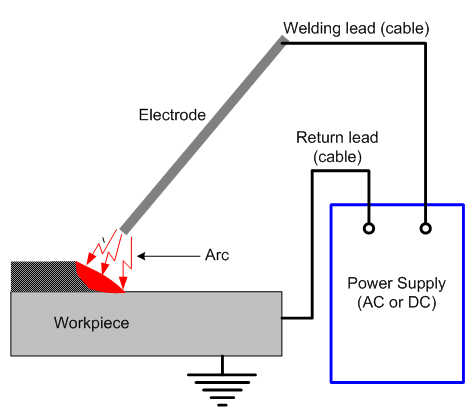 Welding lead (cable)
Electrode
Return lead
(cable)
Arc
Power Supply
(AC or DC)
Workpiece